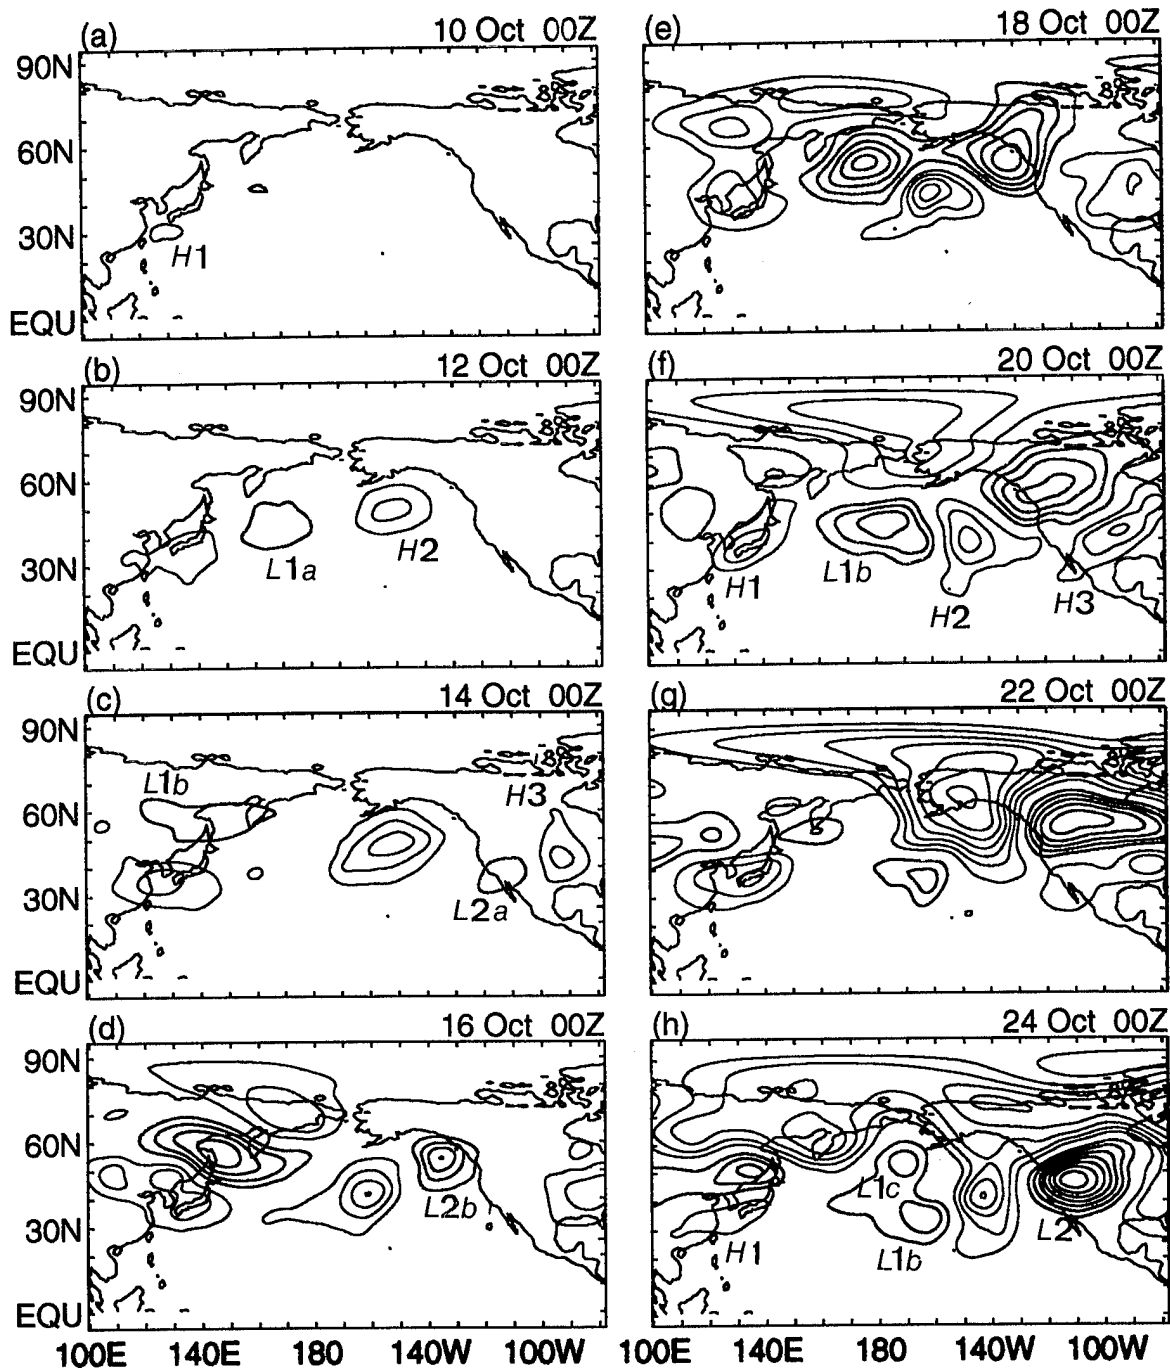 (a) 10 Oct 00Z
90N
60N
30N
EQU
H1
(b) 12 Oct 00Z
90N
60N
30N
EQU
L1a
H2
(c) 14 Oct 00Z
90N
60N
30N
EQU
L1b
H3
L2a
(d) 16 Oct 00Z
90N
60N
30N
EQU
L2b
100E 140E 180 140W 100W
(e) 18 Oct 00Z
(f) 20 Oct 00Z
H1
L1b
H2
H3
(g) 22 Oct 00Z
(h) 24 Oct 00Z
H1
L1c
L1b
L2
100E 140E 180 140W 100W